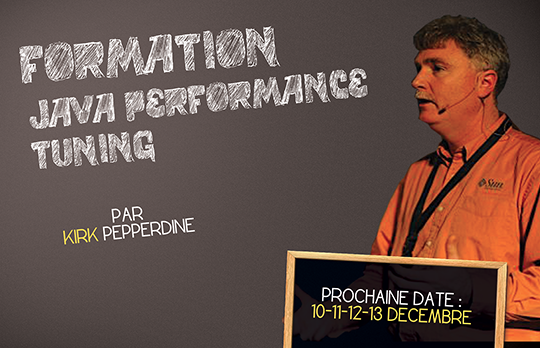 FORMATION
JAVA PERFORMANCE
TUNING
PAR
KIRK PEPPERDINE
Sun
PROCHAINE DATE :
10-11-12-13 DECEMBRE